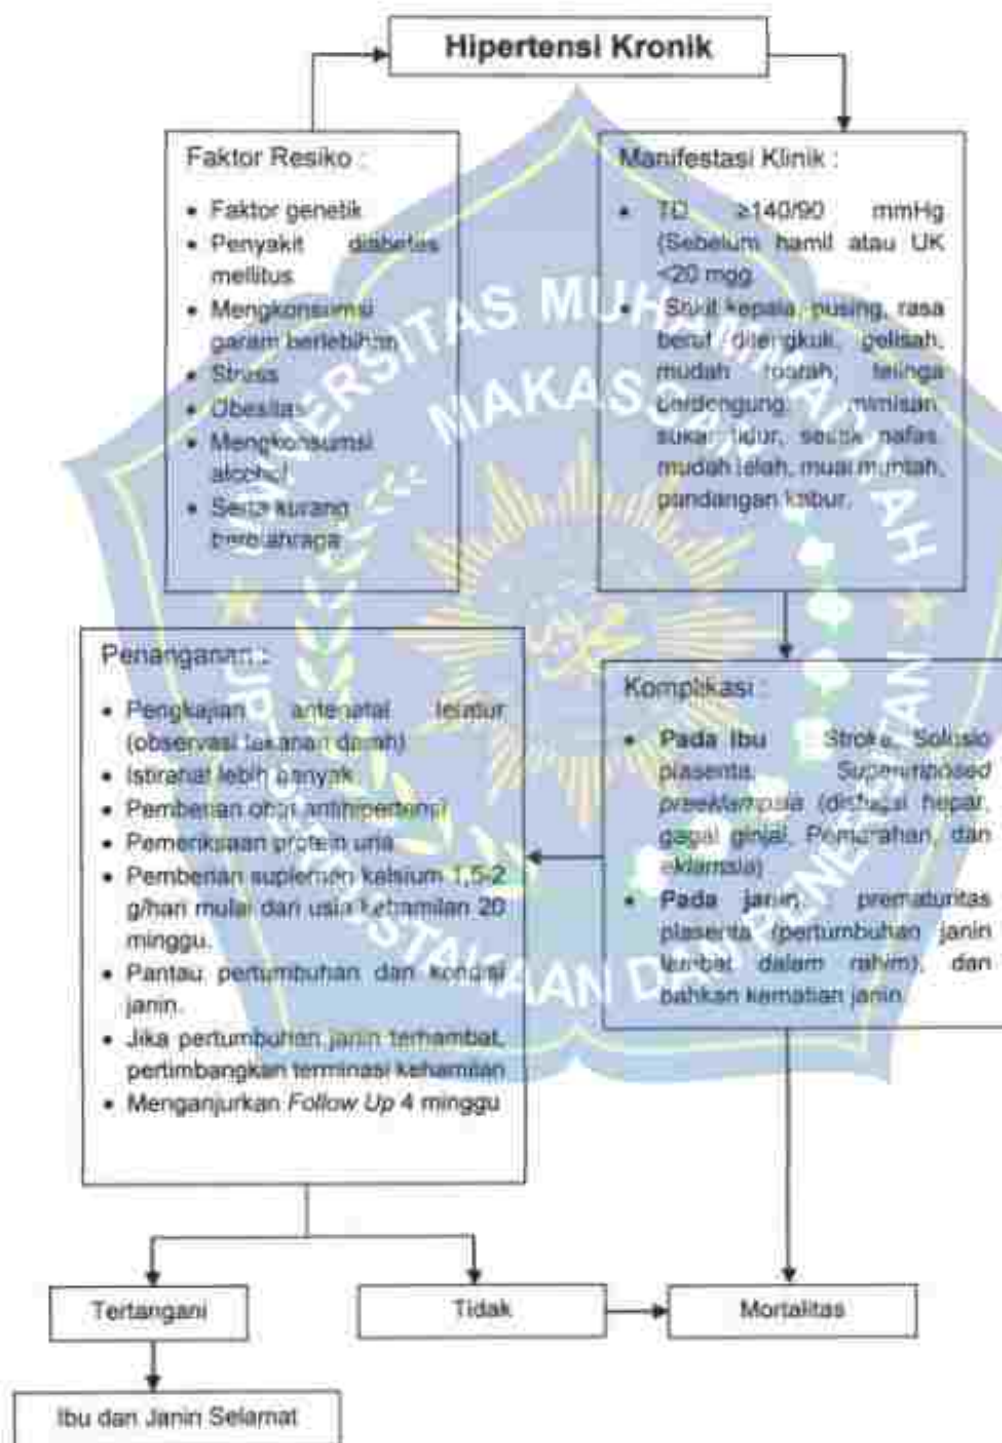 Hipertensi Kronik
Faktor Resiko :
• Faktor genetik
• Penyakit diabetes
mellitus
• Mengkonsumsi
garam berlebihan
• Stress
• Obesitas
• Mengkonsumsi
alcohol
• Serta kurang
berolahraga
Manifestasi Klinik :
• TD ≥140/90 mmHg
(Sebelum hamil atau UK
<20 mgg
• Sakit kepala, pusing, rasa
berat ditengkuk, gelisah,
mudah marah, telinga
berdengung, mimisan,
sukar tidur, sesak nafas,
mudah lelah, mual muntah,
pandangan kabur.
Penanganan :
• Pengkajian antenatal teratur
(observasi tekanan darah)
• Istirahat lebih banyak
• Pemberian obat antihipertensi
• Pemeriksaan protein uria
• Pemberian suplemen kalsium 1,5-2
g/hari mulai dari usia kehamilan 20
minggu.
• Pantau pertumbuhan dan kondisi
janin.
• Jika pertumbuhan janin terhambat,
pertimbangkan terminasi kehamilan
• Menganjurkan Follow Up 4 minggu
Komplikasi :
• Pada Ibu Stroke, Solusio
plasenta, Superimposed
preeklampsia (disfugsi hepar,
gagal ginjal, Pendarahan, dan
eklamsia)
• Pada janin : prematuritas
plasenta (pertumbuhan janin
lambat dalam rahim), dan
bahkan kematian janin
Tertangani
Tidak
Mortalitas
Ibu dan Janin Selamat
MAKASSAR